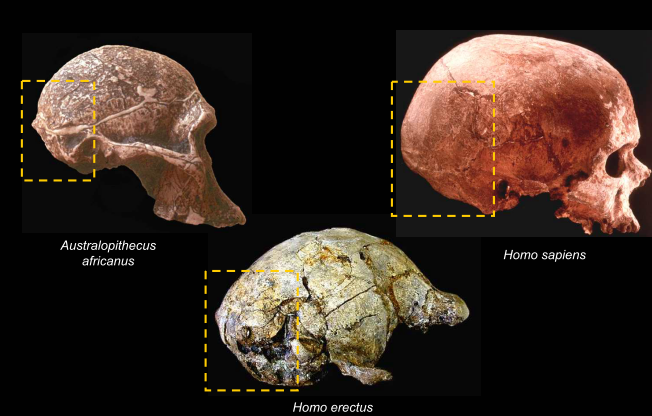 Australopithecus
africanus
Homo sapiens
Homo erectus